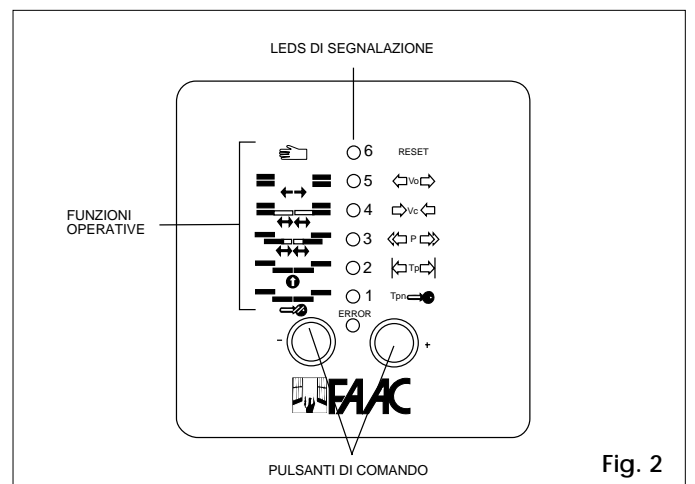 LEDS DI SEGNALAZIONE
6 RESET
5 Vo
4 Vc
FUNZIONI
OPERATIVE
3 P
2 Tp
1 Tpn
ERROR
- +
FAAC
PULSANTI DI COMANDO
Fig. 2